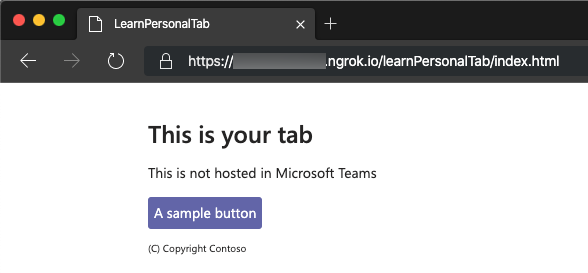 LearnPersonalTab
https:// .ngrok.io/learnPersonalTab/index.html
This is your tab
This is not hosted in Microsoft Teams
A sample button
(C) Copyright Contoso